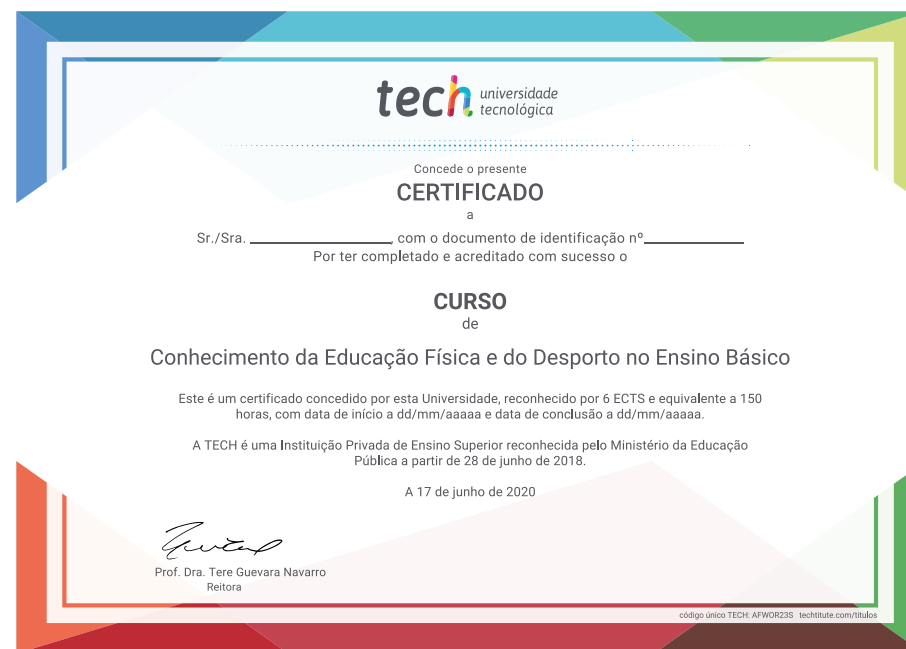 tech universidade
tecnológica
Concede o presente
CERTIFICADO
a
Sr./Sra. ____________________, com o documento de identificação nº______________
Por ter completado e acreditado com sucesso o
CURSO
de
Conhecimento da Educação Física e do Desporto no Ensino Básico
Este é um certificado concedido por esta Universidade, reconhecido por 6 ECTS e equivalente a 150
horas, com data de início a dd/mm/aaaaa e data de conclusão a dd/mm/aaaaa.
A TECH é uma Instituição Privada de Ensino Superior reconhecida pelo Ministério da Educação
Pública a partir de 28 de junho de 2018.
A 17 de junho de 2020
Prof. Dra. Tere Guevara Navarro
Reitora
código único TECH: AFWOR23S techtitute.com/titulos